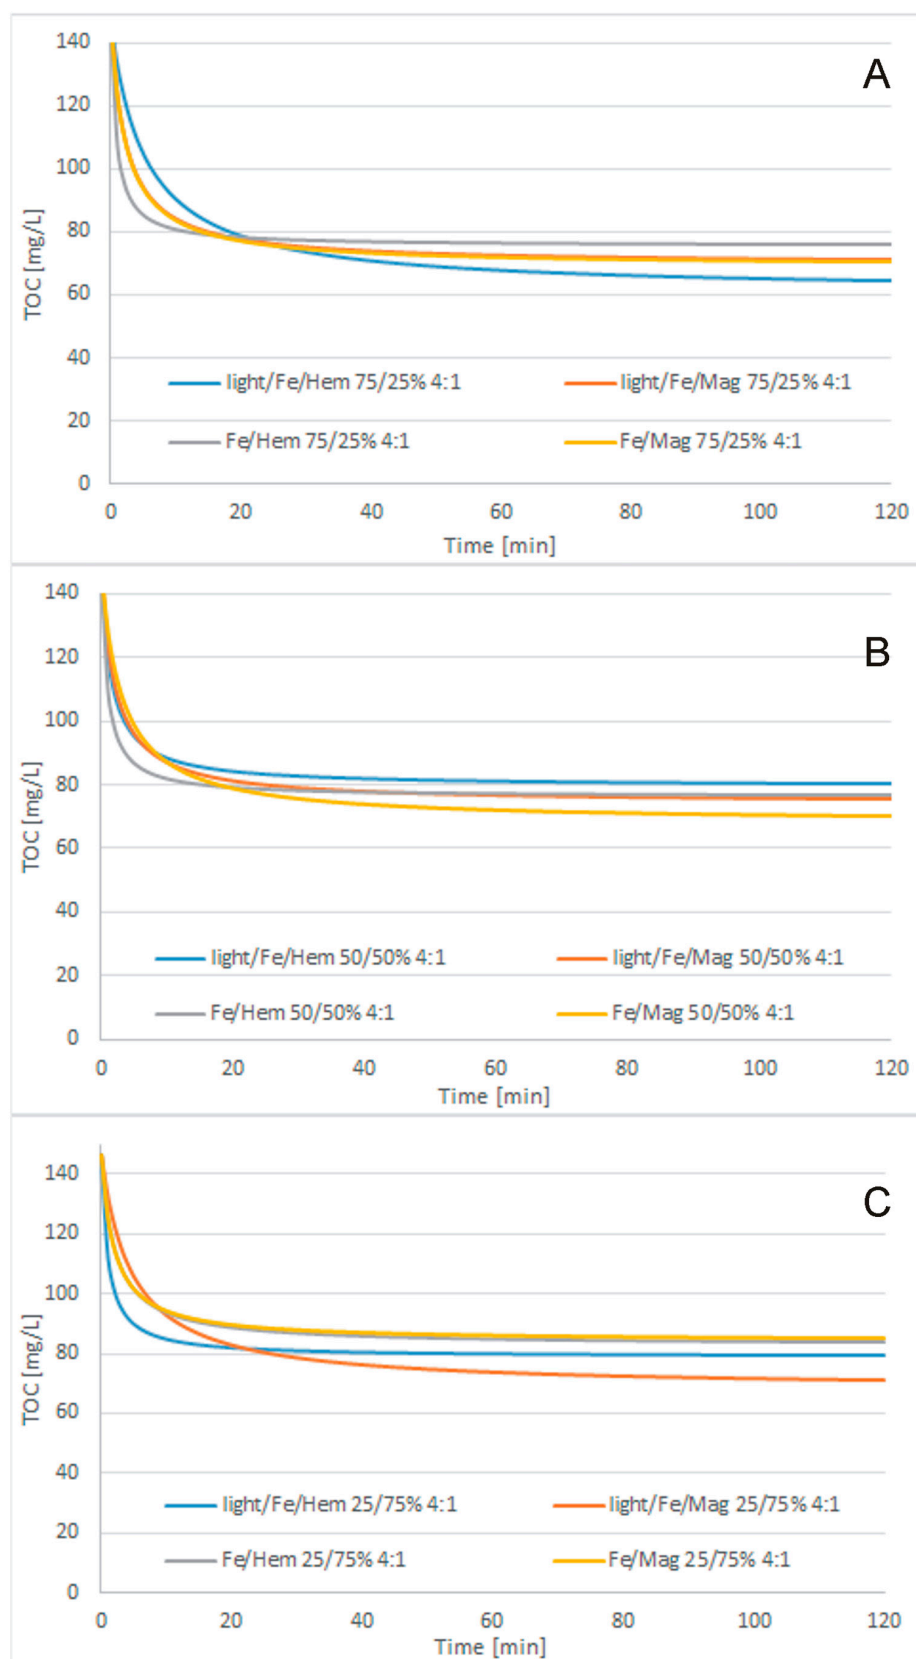 A
140
120
100
80
60
40
20
0
TOC [mg/L]
light/Fe/Hem 75/25% 4:1
light/Fe/Mag 75/25% 4:1
Fe/Hem 75/25% 4:1
Fe/Mag 75/25% 4:1
0 20 40 60 80 100 120
Time [min]
B
140
120
100
80
60
40
20
0
TOC [mg/L]
light/Fe/Hem 50/50% 4:1
light/Fe/Mag 50/50% 4:1
Fe/Hem 50/50% 4:1
Fe/Mag 50/50% 4:1
0 20 40 60 80 100 120
Time [min]
C
140
120
100
80
60
40
20
0
TOC [mg/L]
light/Fe/Hem 25/75% 4:1
light/Fe/Mag 25/75% 4:1
Fe/Hem 25/75% 4:1
Fe/Mag 25/75% 4:1
0 20 40 60 80 100 120
Time [min]